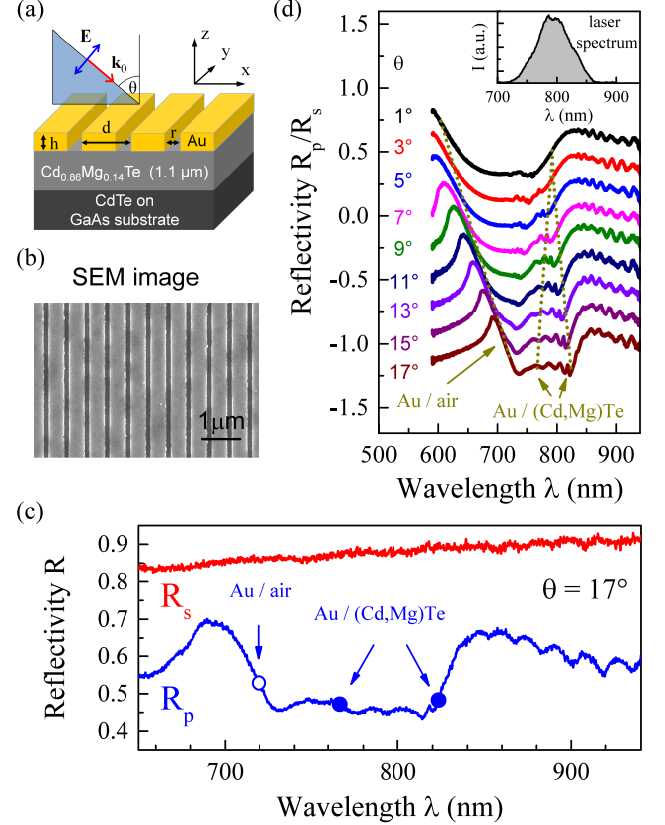 (a)
E
k₀
θ
z
y
x
h
d
r
Au
Cd₀.₈₆Mg₀.₁₄Te (1.1 μm)
CdTe on
GaAs substrate
(b)
SEM image
1μm
(d)
Reflectivity Rₚ/Rₛ
1.5
1.0
0.5
0.0
-0.5
-1.0
-1.5
θ
1°
3°
5°
7°
9°
11°
13°
15°
17°
I (a.u.)
laser
spectrum
700
800
900
λ (nm)
Au / air
Au / (Cd,Mg)Te
500
600
700
800
900
Wavelength λ (nm)
(c)
Reflectivity R
0.9
0.8
0.7
0.6
0.5
0.4
Rₛ
Rₚ
Au / air
Au / (Cd,Mg)Te
θ = 17°
700
800
900
Wavelength λ (nm)